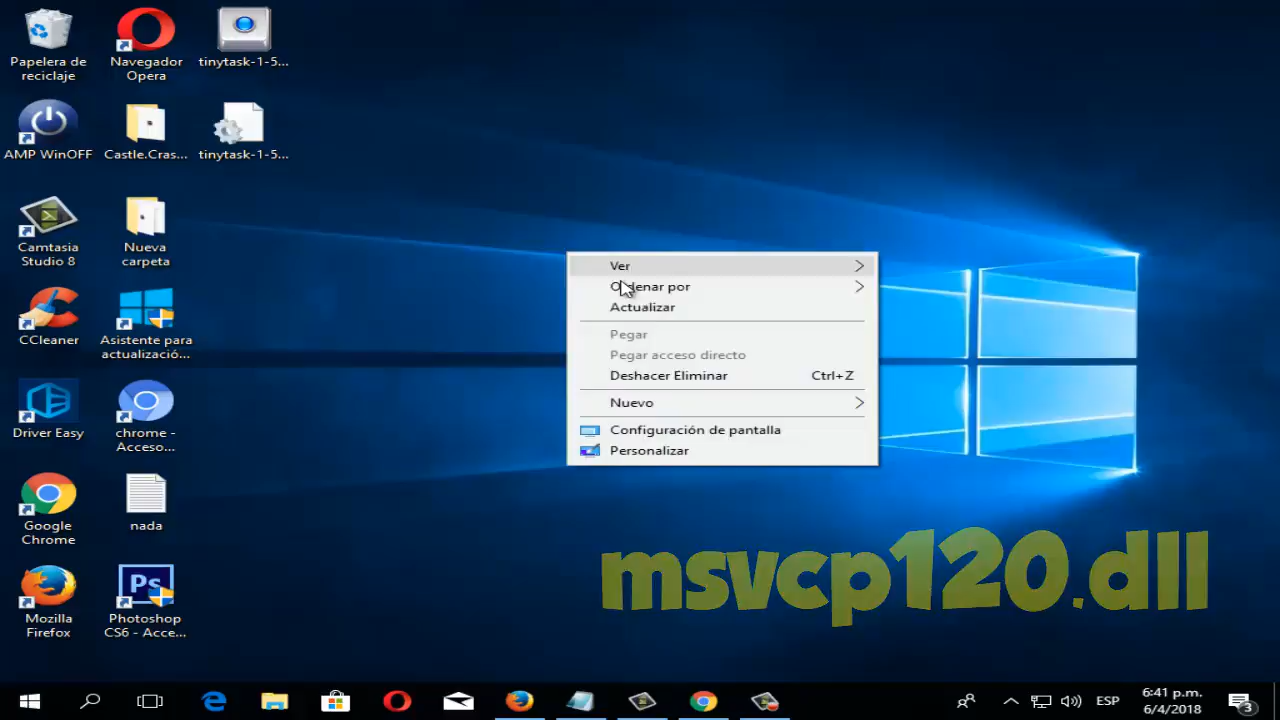 Papelera de
reciclaje
Navegador
Opera
tinytask-1-5...
AMP WinOFF
Castle.Cras...
tinytask-1-5...
Camtasia
Studio 8
Nueva
carpeta
CCleaner
Asistente para
actualizació...
Driver Easy
chrome -
Acceso...
Google
Chrome
nada
Mozilla
Firefox
Ps
Photoshop
CS6 - Acce...
Ver
Ordenar por
Actualizar
Pegar
Pegar acceso directo
Deshacer Eliminar Ctrl+Z
Nuevo
Configuración de pantalla
Personalizar
msvcp120.dll
ESP
6:41 p.m.
6/4/2018
3